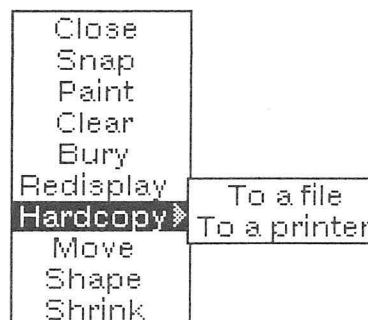 Close
Snap
Paint
Clear
Bury
Redisplay
Hardcopy
Move
Shape
Shrink
To a file
To a printer